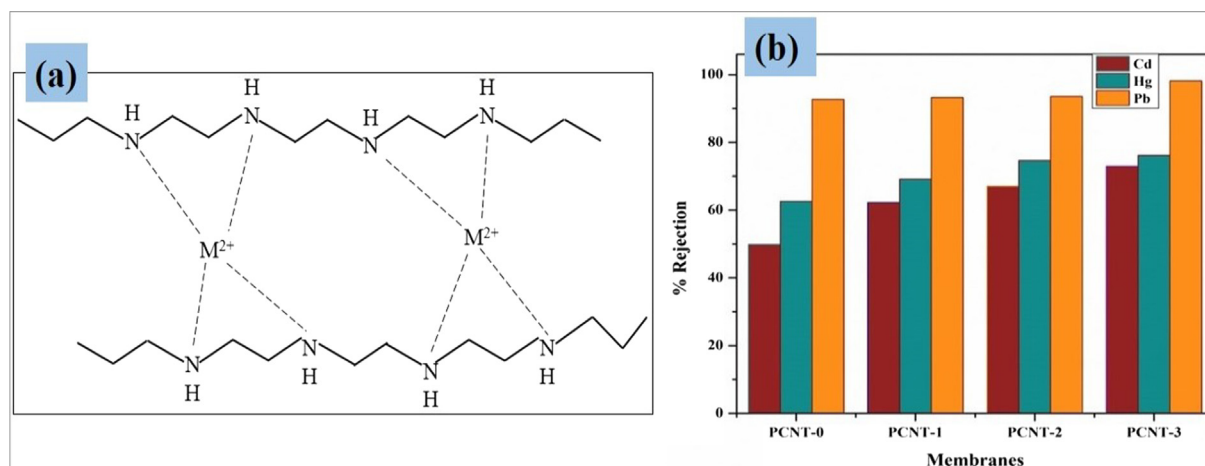 (a)
H
N
H
N
H
N
H
N
M²⁺
M²⁺
N
H
N
H
N
H
N
H
(b)
Cd
Hg
Pb
% Rejection
100
80
60
40
20
0
PCNT-0 PCNT-1 PCNT-2 PCNT-3
Membranes